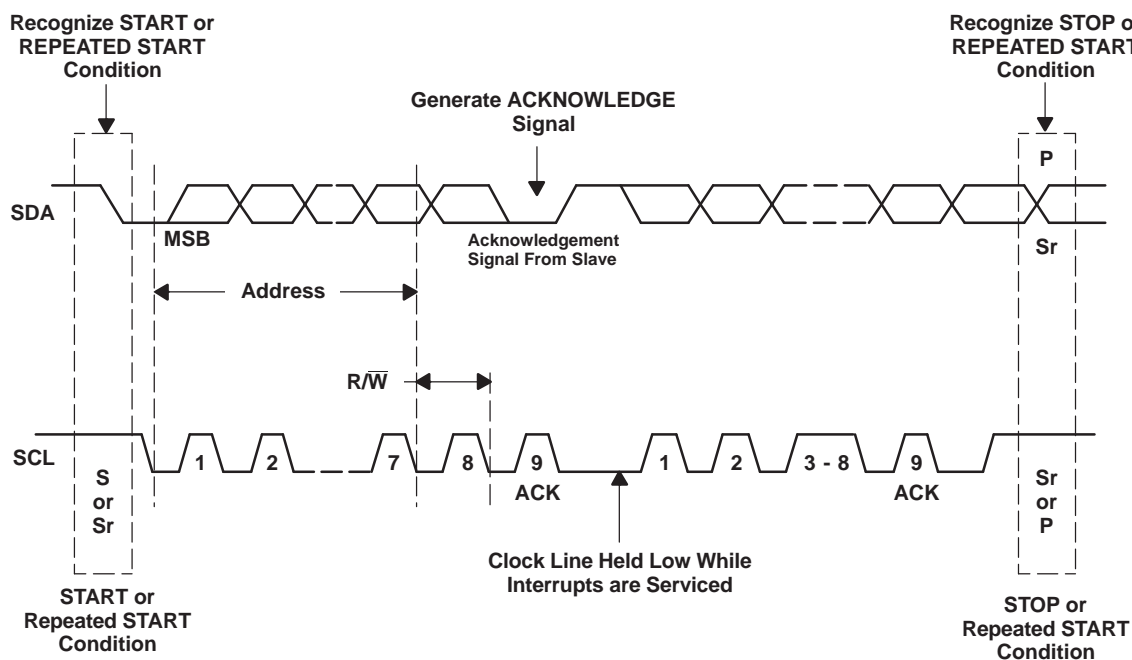 Recognize START or
REPEATED START
Condition
Recognize STOP o
REPEATED START
Condition
Generate ACKNOWLEDGE
Signal
P
SDA
MSB
Acknowledgement
Signal From Slave
Sr
Address
R/W̅
SCL
1
2
7
8
9
1
2
3 - 8
9
ACK
ACK
S
or
Sr
Sr
or
P
Clock Line Held Low While
Interrupts are Serviced
START or
Repeated START
Condition
STOP or
Repeated START
Condition